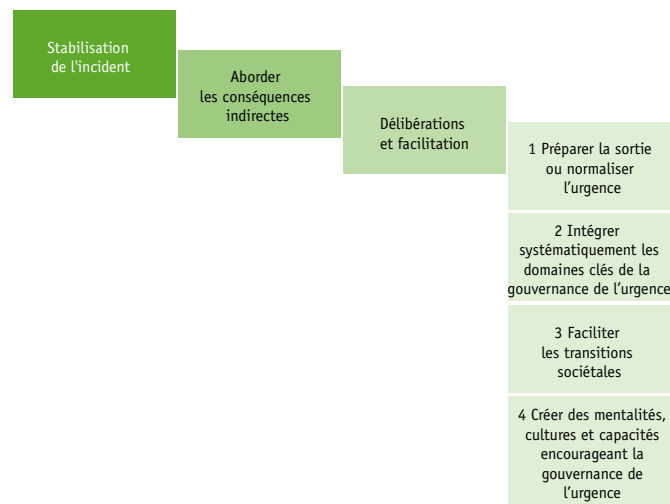 Stabilisation
de l'incident
Aborder
les conséquences
indirectes
Délibérations
et facilitation
1 Préparer la sortie
ou normaliser
l’urgence
2 Intégrer
systématiquement les
domaines clés de la
gouvernance de l’urgence
3 Faciliter
les transitions
sociétales
4 Créer des mentalités,
cultures et capacités
encourageant la
gouvernance de
l’urgence